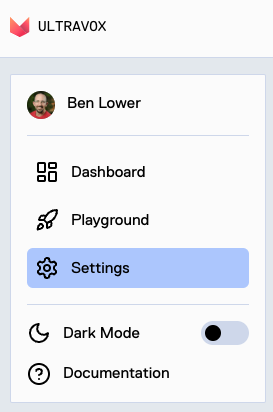 ULTRAVOX
Ben Lower
Dashboard
Playground
Settings
Dark Mode
Documentation